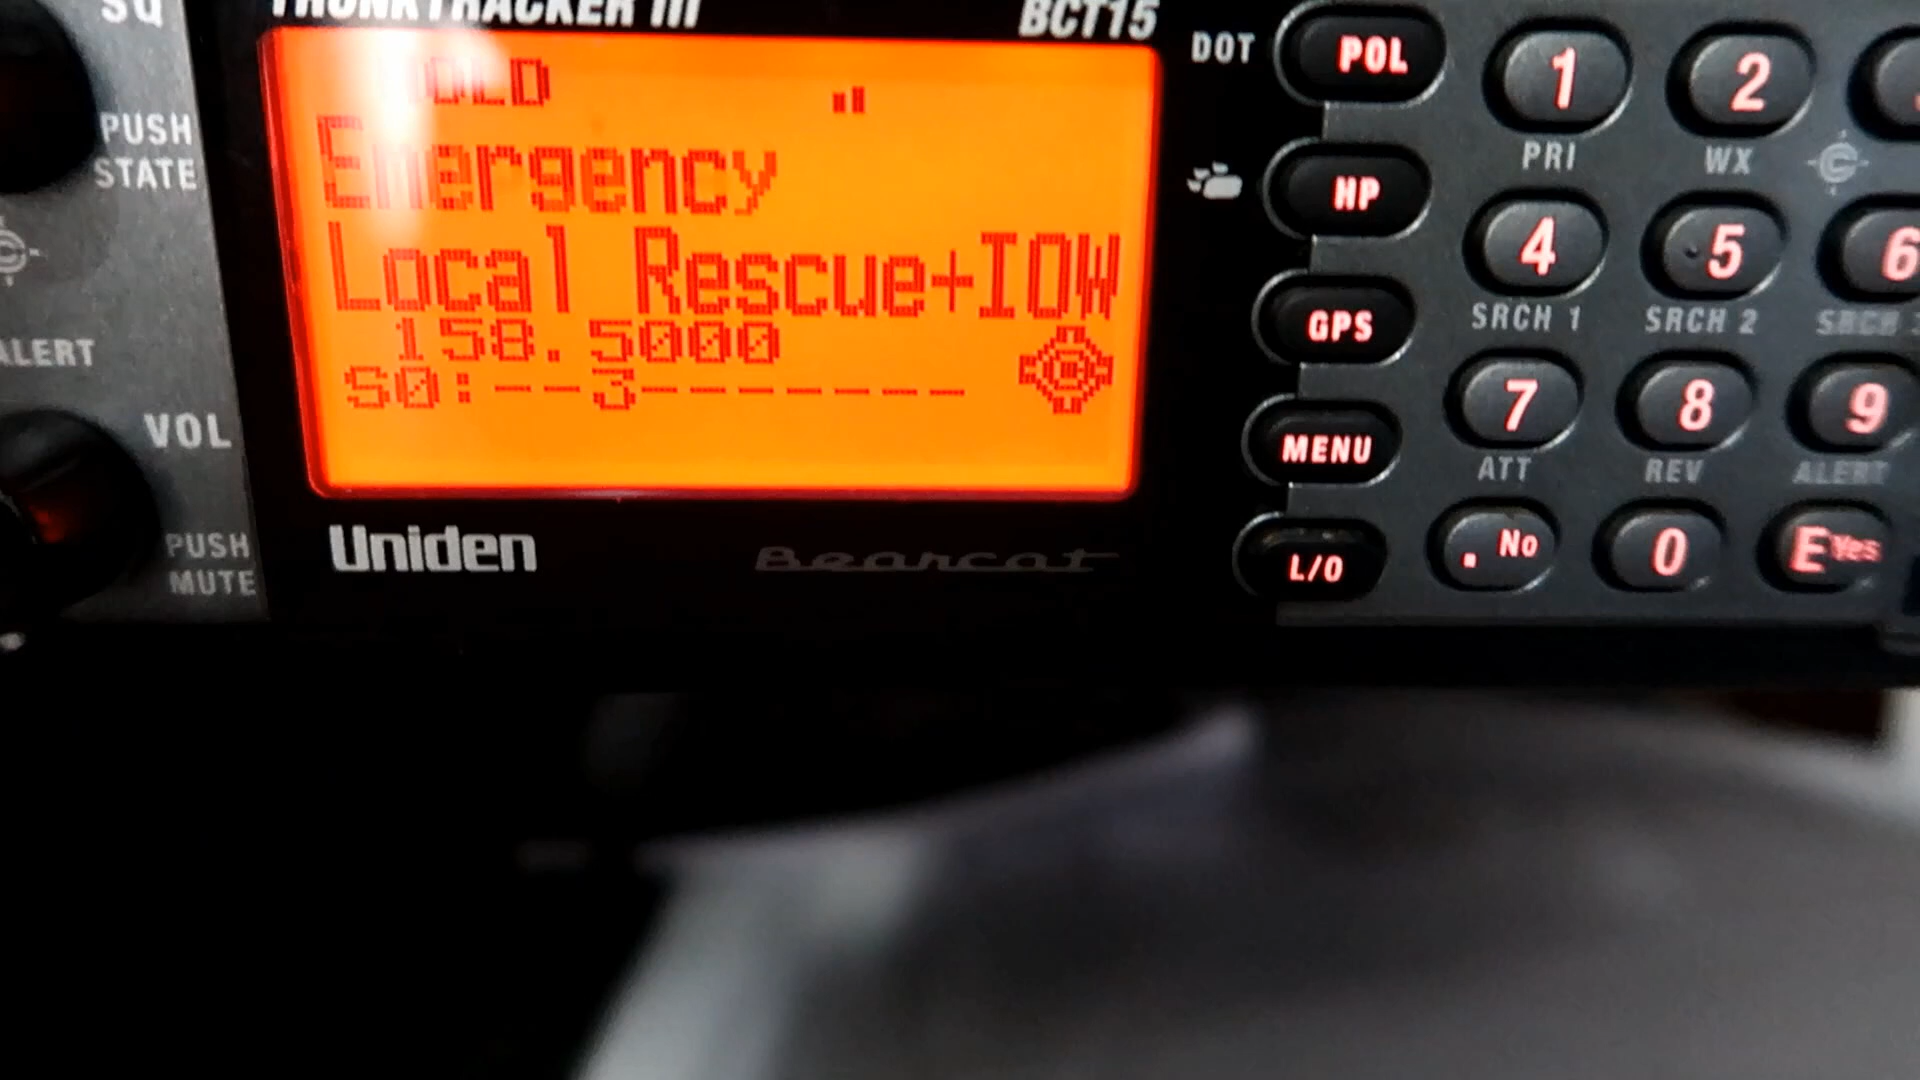 SQ
PUSH
STATE
ALERT
VOL
PUSH
MUTE
TRUNKTRACKER III
BCT15
Emergency
Local Rescue+IOW
158.5000
S0:--3-------
Uniden
Bearcat
DOT
POL
HP
GPS
MENU
L/O
1
2
PRI
WX
4
5
6
SRCH 1
SRCH 2
SRCH
7
8
9
ATT
REV
ALERT
. No
0
E Yes